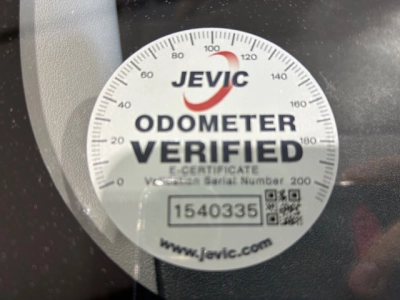 0 20 40 60 80 100 120 140 160 180 200
JEVIC
ODOMETER
VERIFIED
E-CERTIFICATE
Validation Serial Number
1540335
www.jevic.com